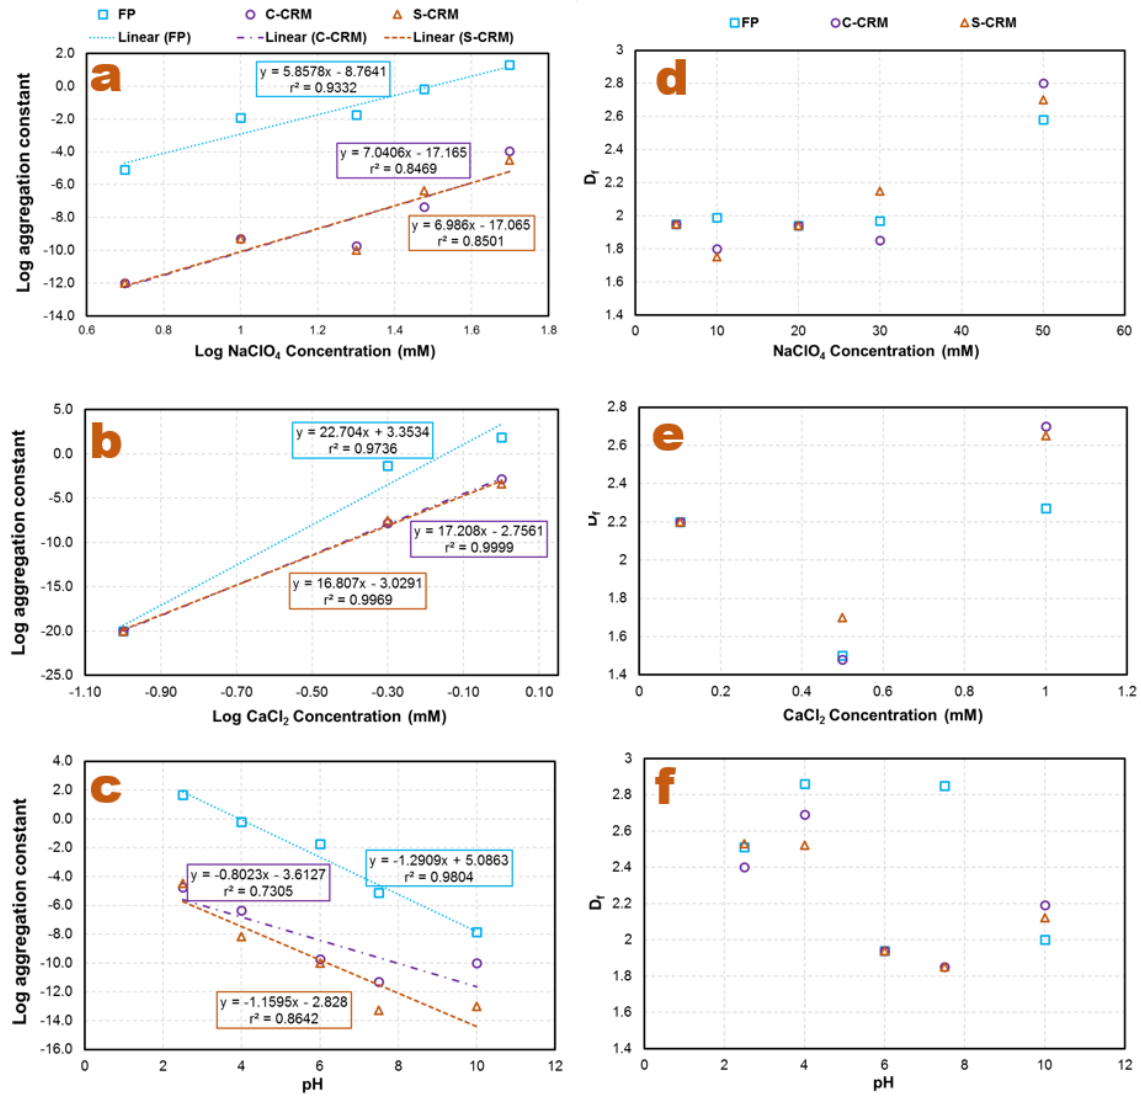 FP C-CRM S-CRM
Linear (FP) Linear (C-CRM) Linear (S-CRM)
a
Log aggregation constant
2.0
0.0
-2.0
-4.0
-6.0
-8.0
-10.0
-12.0
-14.0
y = 5.8578x - 8.7641
r² = 0.9332
y = 7.0406x - 17.165
r² = 0.8469
y = 6.986x - 17.065
r² = 0.8501
0.6 0.8 1 1.2 1.4 1.6 1.8
Log NaClO₄ Concentration (mM)
FP C-CRM S-CRM
d
D_f
3
2.8
2.6
2.4
2.2
2
1.8
1.6
1.4
0 10 20 30 40 50 60
NaClO₄ Concentration (mM)
b
Log aggregation constant
5.0
0.0
-5.0
-10.0
-15.0
-20.0
-25.0
y = 22.704x + 3.3534
r² = 0.9736
y = 17.208x - 2.7561
r² = 0.9999
y = 16.807x - 3.0291
r² = 0.9969
-1.10 -0.90 -0.70 -0.50 -0.30 -0.10 0.10
Log CaCl₂ Concentration (mM)
e
D_f
2.8
2.6
2.4
2.2
2
1.8
1.6
1.4
0 0.2 0.4 0.6 0.8 1 1.2
CaCl₂ Concentration (mM)
c
Log aggregation constant
4.0
2.0
0.0
-2.0
-4.0
-6.0
-8.0
-10.0
-12.0
-14.0
-16.0
y = -0.8023x - 3.6127
r² = 0.7305
y = -1.2909x + 5.0863
r² = 0.9804
y = -1.1595x - 2.828
r² = 0.8642
0 2 4 6 8 10 12
pH
f
D_f
3
2.8
2.6
2.4
2.2
2
1.8
1.6
1.4
0 2 4 6 8 10 12
pH